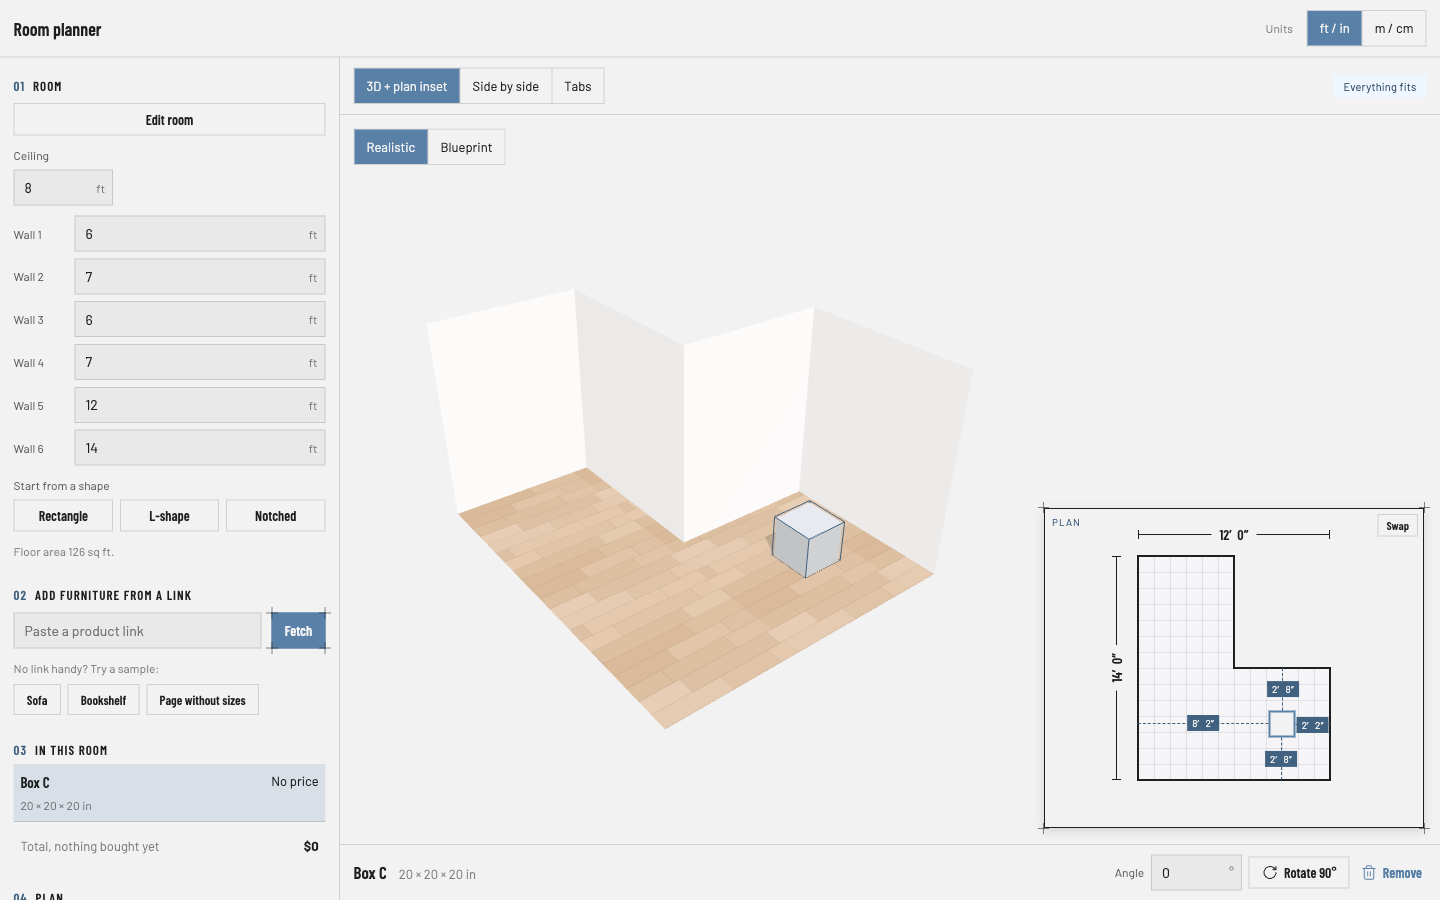 Room planner
Units
ft / in
m / cm
01 ROOM
Edit room
Ceiling
8 ft
Wall 1 6 ft
Wall 2 7 ft
Wall 3 6 ft
Wall 4 7 ft
Wall 5 12 ft
Wall 6 14 ft
Start from a shape
Rectangle
L-shape
Notched
Floor area 126 sq ft.
02 ADD FURNITURE FROM A LINK
Paste a product link
Fetch
No link handy? Try a sample:
Sofa
Bookshelf
Page without sizes
03 IN THIS ROOM
Box C No price
20 × 20 × 20 in
Total, nothing bought yet $0
04 PLAN
3D + plan inset
Side by side
Tabs
Everything fits
Realistic
Blueprint
PLAN
Swap
12′ 0″
14′ 0″
2′ 8″
8′ 2″
2′ 2″
2′ 8″
Box C 20 × 20 × 20 in
Angle 0 °
Rotate 90°
Remove